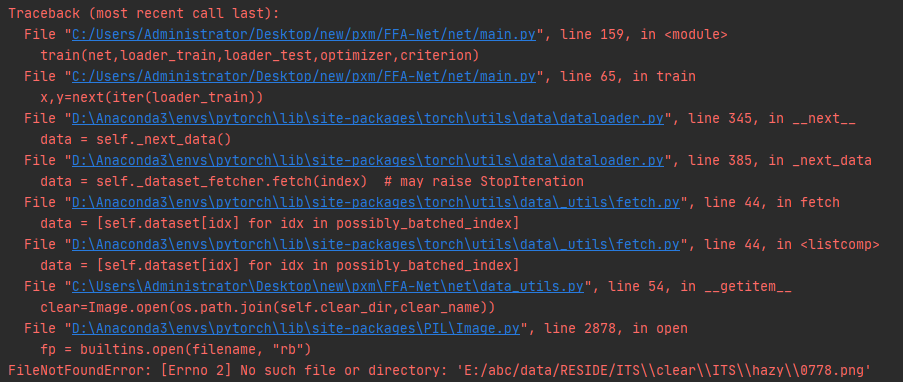 Traceback (most recent call last):
File "C:/Users/Administrator/Desktop/new/pxm/FFA-Net/net/main.py", line 159, in <module>
train(net,loader_train,loader_test,optimizer,criterion)
File "C:/Users/Administrator/Desktop/new/pxm/FFA-Net/net/main.py", line 65, in train
x,y=next(iter(loader_train))
File "D:\Anaconda3\envs\pytorch\lib\site-packages\torch\utils\data\dataloader.py", line 345, in __next__
data = self._next_data()
File "D:\Anaconda3\envs\pytorch\lib\site-packages\torch\utils\data\dataloader.py", line 385, in _next_data
data = self._dataset_fetcher.fetch(index)  # may raise StopIteration
File "D:\Anaconda3\envs\pytorch\lib\site-packages\torch\utils\data\_utils\fetch.py", line 44, in fetch
data = [self.dataset[idx] for idx in possibly_batched_index]
File "D:\Anaconda3\envs\pytorch\lib\site-packages\torch\utils\data\_utils\fetch.py", line 44, in <listcomp>
data = [self.dataset[idx] for idx in possibly_batched_index]
File "C:\Users\Administrator\Desktop\new\pxm\FFA-Net\net\data_utils.py", line 54, in __getitem__
clear=Image.open(os.path.join(self.clear_dir,clear_name))
File "D:\Anaconda3\envs\pytorch\lib\site-packages\PIL\Image.py", line 2878, in open
fp = builtins.open(filename, "rb")
FileNotFoundError: [Errno 2] No such file or directory: 'E:/abc/data/RESIDE/ITS\\clear\\ITS\\hazy\\0778.png'